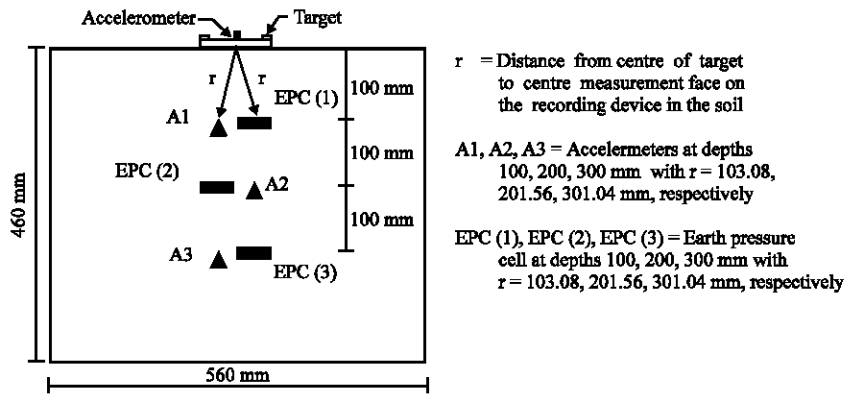 Accelerometer
Target
r
r
EPC (1)
100 mm
A1
100 mm
EPC (2)
A2
100 mm
A3
EPC (3)
460 mm
560 mm
r = Distance from centre of target
to centre measurement face on
the recording device in the soil
A1, A2, A3 = Accelermeters at depths
100, 200, 300 mm with r = 103.08,
201.56, 301.04 mm, respectively
EPC (1), EPC (2), EPC (3) = Earth pressure
cell at depths 100, 200, 300 mm with
r = 103.08, 201.56, 301.04 mm, respectively